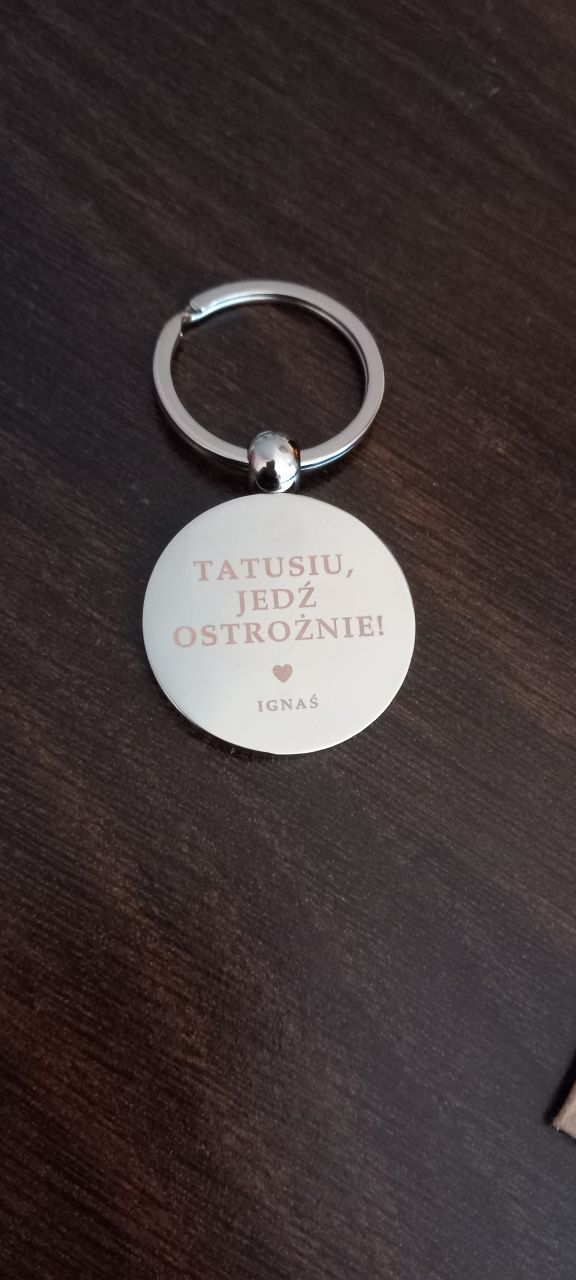 TATUSIU,
JEDŹ
OSTROŻNIE!
IGNAŚ